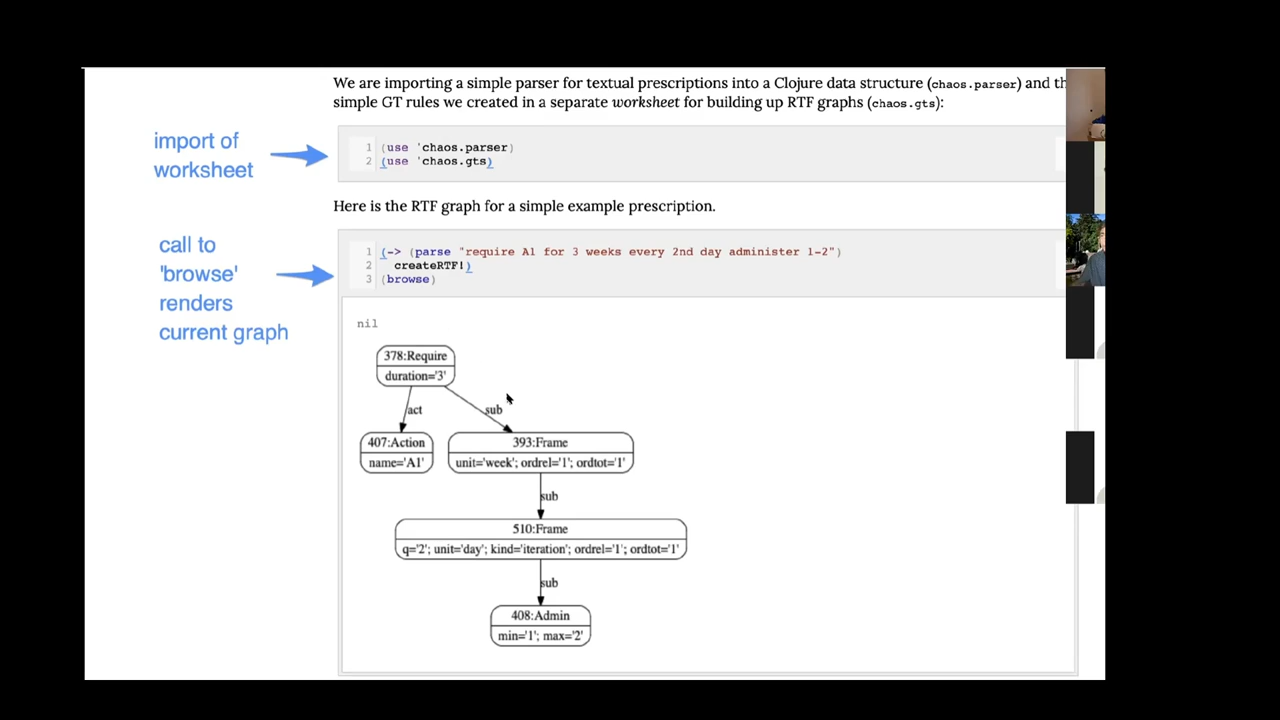 We are importing a simple parser for textual prescriptions into a Clojure data structure (chaos.parser) and th
simple GT rules we created in a separate worksheet for building up RTF graphs (chaos.gts):
import of
worksheet
1 (use 'chaos.parser)
2 (use 'chaos.gts)
Here is the RTF graph for a simple example prescription.
call to
'browse'
renders
current graph
1 (-> (parse "require A1 for 3 weeks every 2nd day administer 1-2")
2 createRTF!)
3 (browse)
nil
378:Require
duration='3'
act
sub
407:Action
name='A1'
393:Frame
unit='week'; ordrel='1'; ordtot='1'
sub
510:Frame
q='2'; unit='day'; kind='iteration'; ordrel='1'; ordtot='1'
sub
408:Admin
min='1'; max='2'